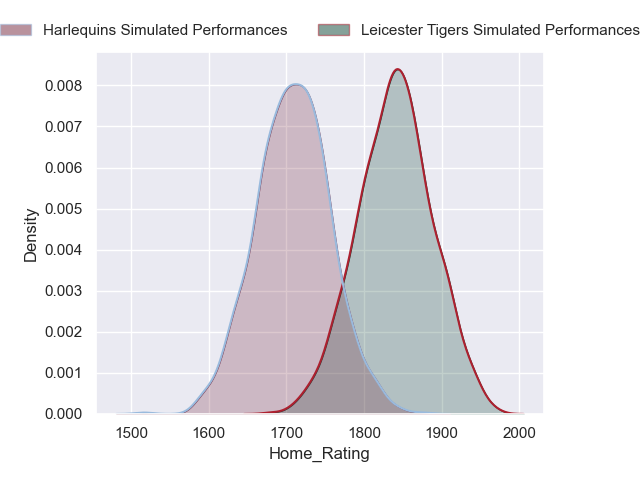 Harlequins Simulated Performances Leicester Tigers Simulated Performances
0.008
0.007
0.006
0.005
0.004
0.003
0.002
0.001
0.000
Density
1500 1600 1700 1800 1900 2000
Home_Rating